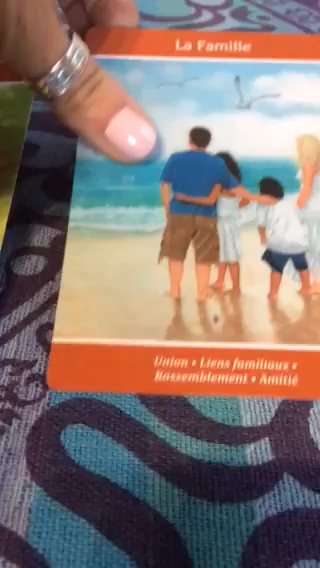 La Famille
Union • Liens familiaux •
Rassemblement • Amitié